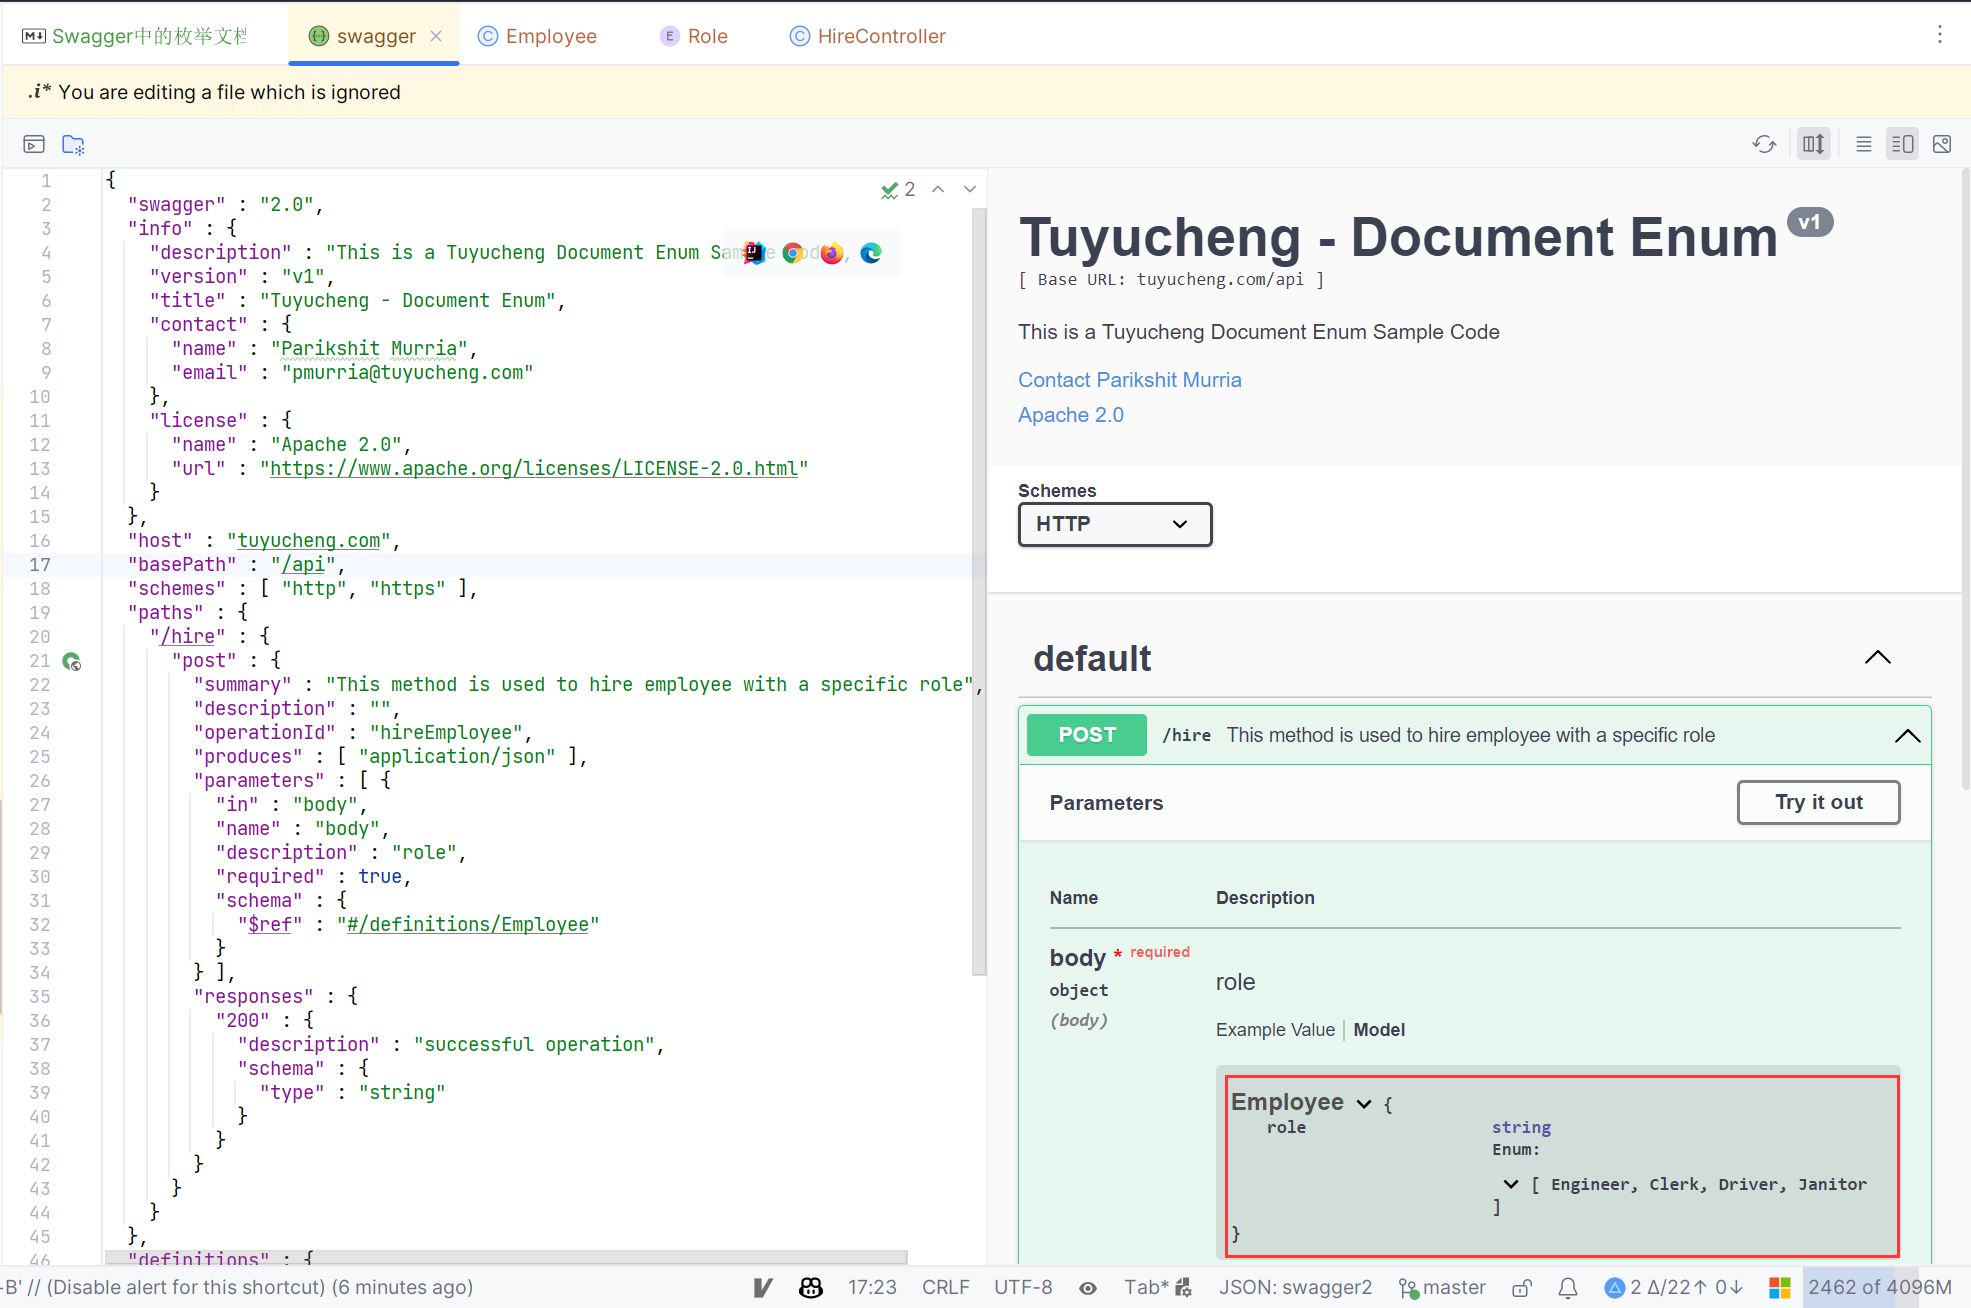 Swagger中的枚举文档
swagger
Employee
Role
HireController
.i* You are editing a file which is ignored
2
1 {
2 "swagger" : "2.0",
3 "info" : {
4 "description" : "This is a Tuyucheng Document Enum
5 "version" : "v1",
6 "title" : "Tuyucheng - Document Enum",
7 "contact" : {
8 "name" : "Parikshit Murria",
9 "email" : "pmurria@tuyucheng.com"
10 },
11 "license" : {
12 "name" : "Apache 2.0",
13 "url" : "https://www.apache.org/licenses/LICENSE-2.0.html"
14 }
15 },
16 "host" : "tuyucheng.com",
17 "basePath" : "/api",
18 "schemes" : [ "http", "https" ],
19 "paths" : {
20 "/hire" : {
21 "post" : {
22 "summary" : "This method is used to hire employee with a specific role",
23 "description" : "",
24 "operationId" : "hireEmployee",
25 "produces" : [ "application/json" ],
26 "parameters" : [ {
27 "in" : "body",
28 "name" : "body",
29 "description" : "role",
30 "required" : true,
31 "schema" : {
32 "$ref" : "#/definitions/Employee"
33 }
34 } ],
35 "responses" : {
36 "200" : {
37 "description" : "successful operation",
38 "schema" : {
39 "type" : "string"
40 }
41 }
42 }
43 }
44 }
45 },
46 "definitions" : {
Tuyucheng - Document Enum v1
[ Base URL: tuyucheng.com/api ]
This is a Tuyucheng Document Enum Sample Code
Contact Parikshit Murria
Apache 2.0
Schemes
HTTP
default
POST /hire This method is used to hire employee with a specific role
Parameters
Try it out
Name Description
body * required
object
(body)
role
Example Value | Model
Employee {
role string
Enum:
[ Engineer, Clerk, Driver, Janitor
]
}
-B' // (Disable alert for this shortcut) (6 minutes ago)
17:23 CRLF UTF-8 Tab* JSON: swagger2 master 2 Δ/22↑ 0↓ 2462 of 4096M